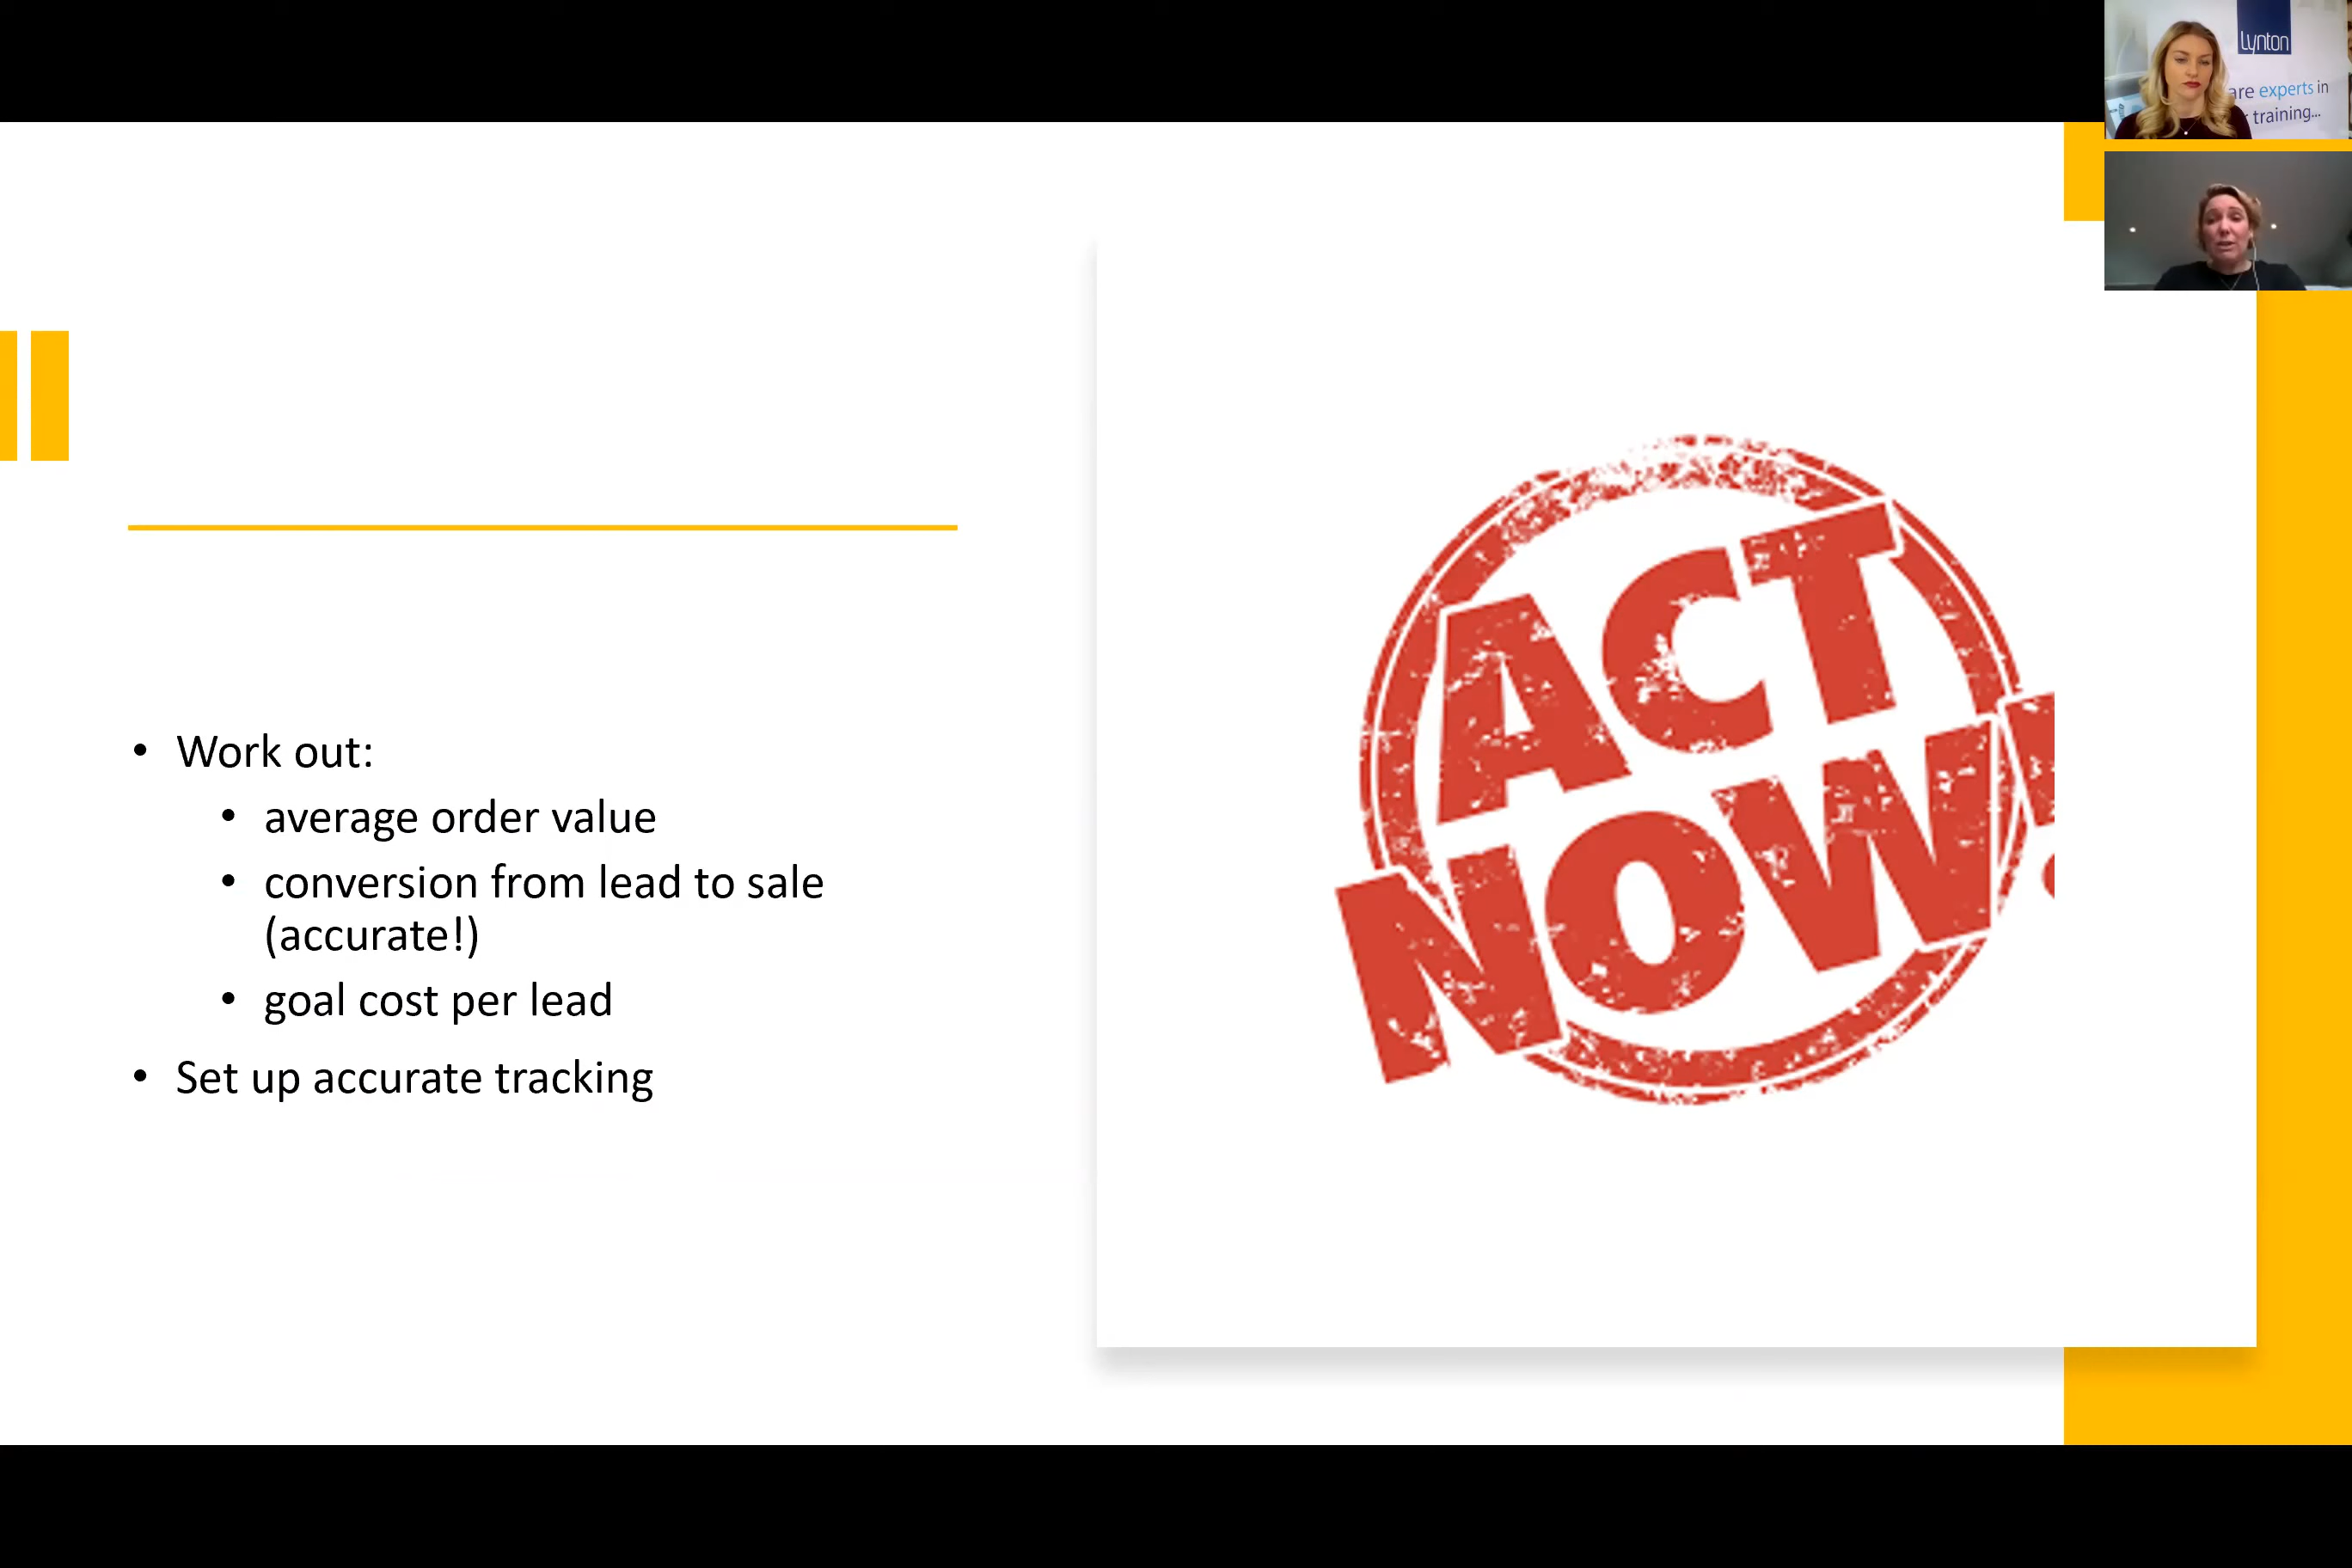 Lynton
are experts in
training...
• Work out:
• average order value
• conversion from lead to sale
(accurate!)
• goal cost per lead
• Set up accurate tracking
ACT
NOW